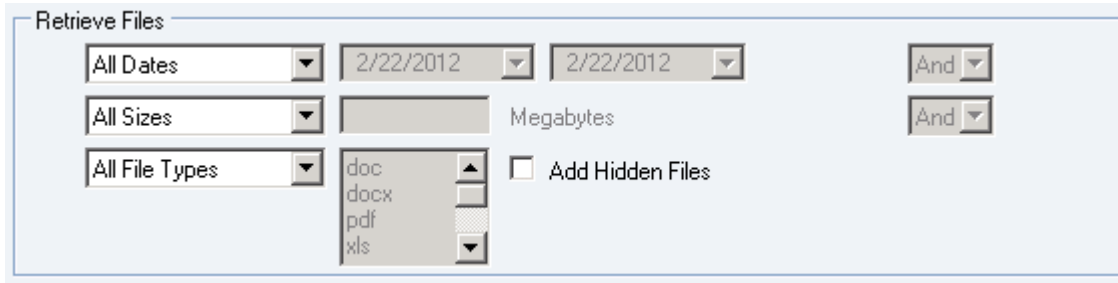 Retrieve Files
All Dates 2/22/2012 2/22/2012 And
All Sizes Megabytes And
All File Types doc Add Hidden Files
docx
pdf
xls